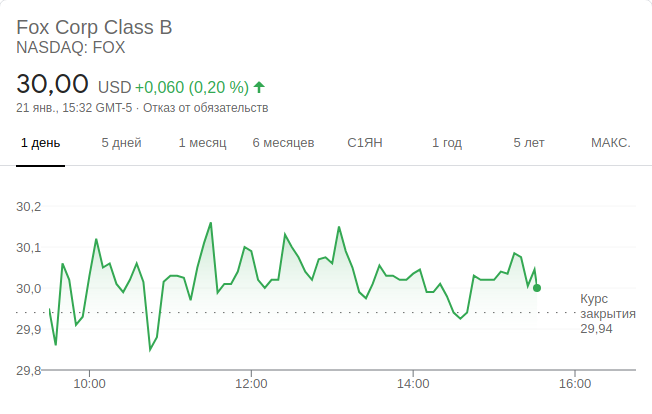 Fox Corp Class B
NASDAQ: FOX
30,00 USD +0,060 (0,20 %)
21 янв., 15:32 GMT-5 · Отказ от обязательств
1 день 5 дней 1 месяц 6 месяцев С1ЯН 1 год 5 лет МАКС.
30,2
30,1
30,0
29,9
29,8
Курс
закрытия
29,94
10:00 12:00 14:00 16:00